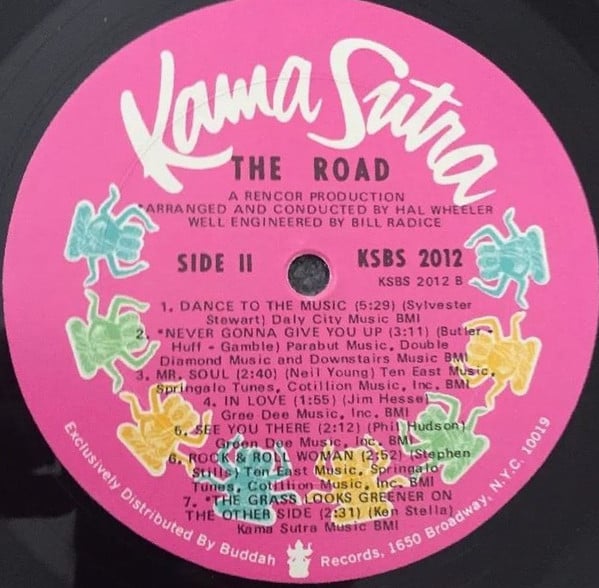 Kama Sutra
THE ROAD
A RENCOR PRODUCTION
*ARRANGED AND CONDUCTED BY HAL WHEELER
WELL ENGINEERED BY BILL RADICE
SIDE II
KSBS 2012
KSBS 2012 B
1. DANCE TO THE MUSIC (5:29) (Sylvester
Stewart) Daly City Music BMI
2. *NEVER GONNA GIVE YOU UP (3:11) (Butler -
Huff - Gamble) Parabut Music, Double
Diamond Music and Downstairs Music BMI
3. MR. SOUL (2:40) (Neil Young) Ten East Music,
Springalo Tunes, Cotillion Music, Inc. BMI
4. IN LOVE (1:55) (Jim Hesse)
Gree Dee Music, Inc. BMI
5. SEE YOU THERE (2:12) (Phil Hudson)
Green Dee Music, Inc. BMI
6. ROCK & ROLL WOMAN (2:52) (Stephen
Stills) Ten East Music, Springalo
Tunes, Cotillion Music, Inc. BMI
7. *THE GRASS LOOKS GREENER ON
THE OTHER SIDE (2:31) (Ken Stella)
Kama Sutra Music BMI
Exclusively Distributed By Buddah Records, 1650 Broadway, N.Y.C. 10019